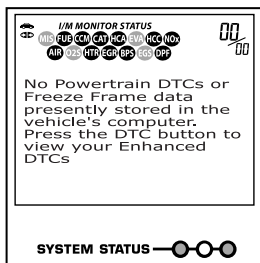 I/M MONITOR STATUS
MIS FUE CCM CAT HCA EVA HCC NOx
AIR O2S HTR EGR BPS EGS DPF
00/00
No Powertrain DTCs or
Freeze Frame data
presently stored in the
vehicle's computer.
Press the DTC button to
view your Enhanced
DTCs
SYSTEM STATUS